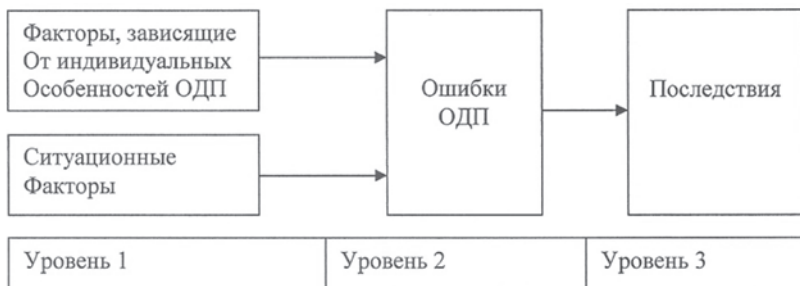 Факторы, зависящие
От индивидуальных
Особенностей ОДП
Ошибки
ОДП
Последствия
Ситуационные
Факторы
Уровень 1
Уровень 2
Уровень 3